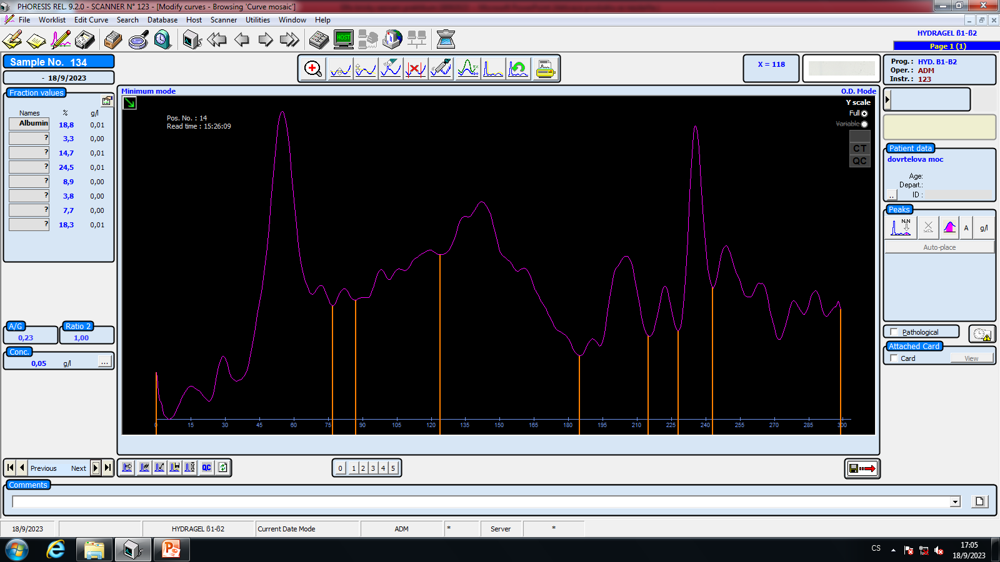 PHORESIS REL. 9.2.0 - SCANNER N° 123 - [Modify curves - Browsing 'Curve mosaic']
File Worklist Edit Curve Search Database Host Scanner Utilities Window Help
HOST
HYDRAGEL ß1-ß2
Page 1 (1)
Sample No. 134
- 18/9/2023
X = 118
Prog.: HYD. B1-B2
Oper.: ADM
Instr.: 123
Fraction values
Names % g/l
Albumin 18,8 0,01
? 3,3 0,00
? 14,7 0,01
? 24,5 0,01
? 8,9 0,00
? 3,8 0,00
? 7,7 0,00
? 18,3 0,01
A/G
0,23
Ratio 2
1,00
Conc.
0,05 g/l ...
Minimum mode
O.D. Mode
Pos. No. : 14
Read time : 15:26:09
Y scale
Full
Variable
CT
QC
0 15 30 45 60 75 90 105 120 135 150 165 180 195 210 225 240 255 270 285 300
Patient data
dovrtelova moc
Age:
Depart.:
.. ID :
Peaks
N.N A g/l
Auto-place
Pathological
Attached Card
Card View
Previous Next
QC
0 1 2 3 4 5
Comments
18/9/2023 HYDRAGEL ß1-ß2 Current Date Mode ADM * Server *
CS
17:05
18/9/2023